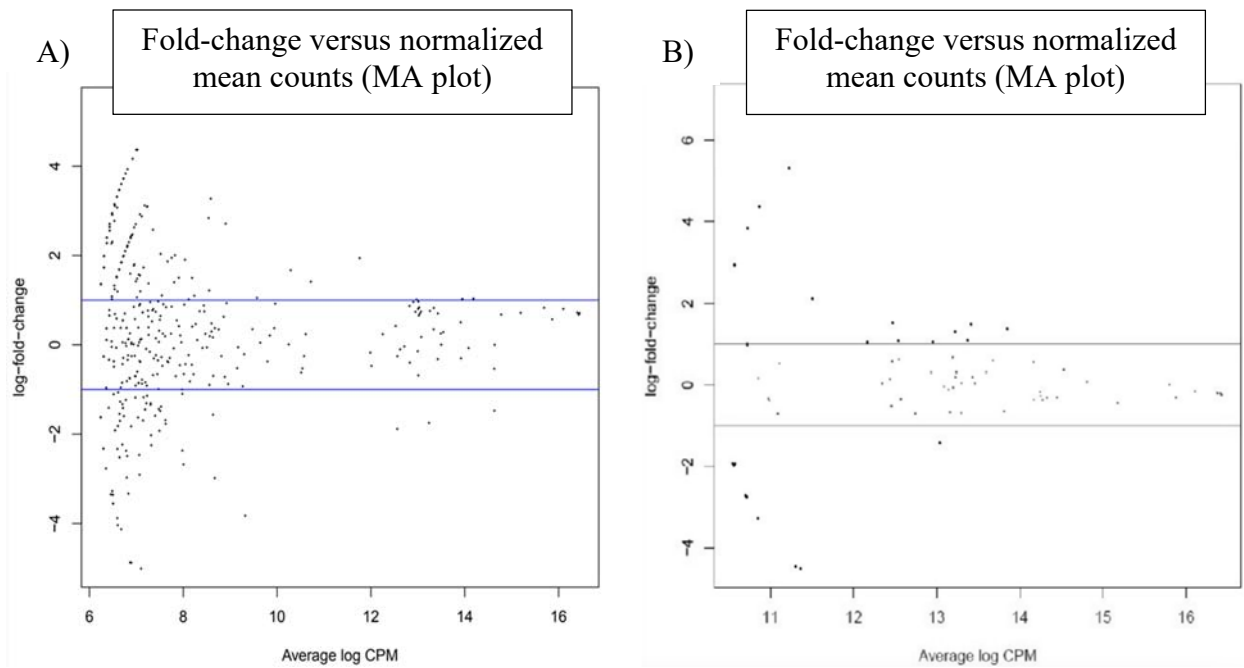 A)
Fold-change versus normalized
mean counts (MA plot)
log-fold-change
4
2
0
−2
−4
6
8
10
12
14
16
Average log CPM
B)
Fold-change versus normalized
mean counts (MA plot)
log-fold-change
6
4
2
0
−2
−4
11
12
13
14
15
16
Average log CPM